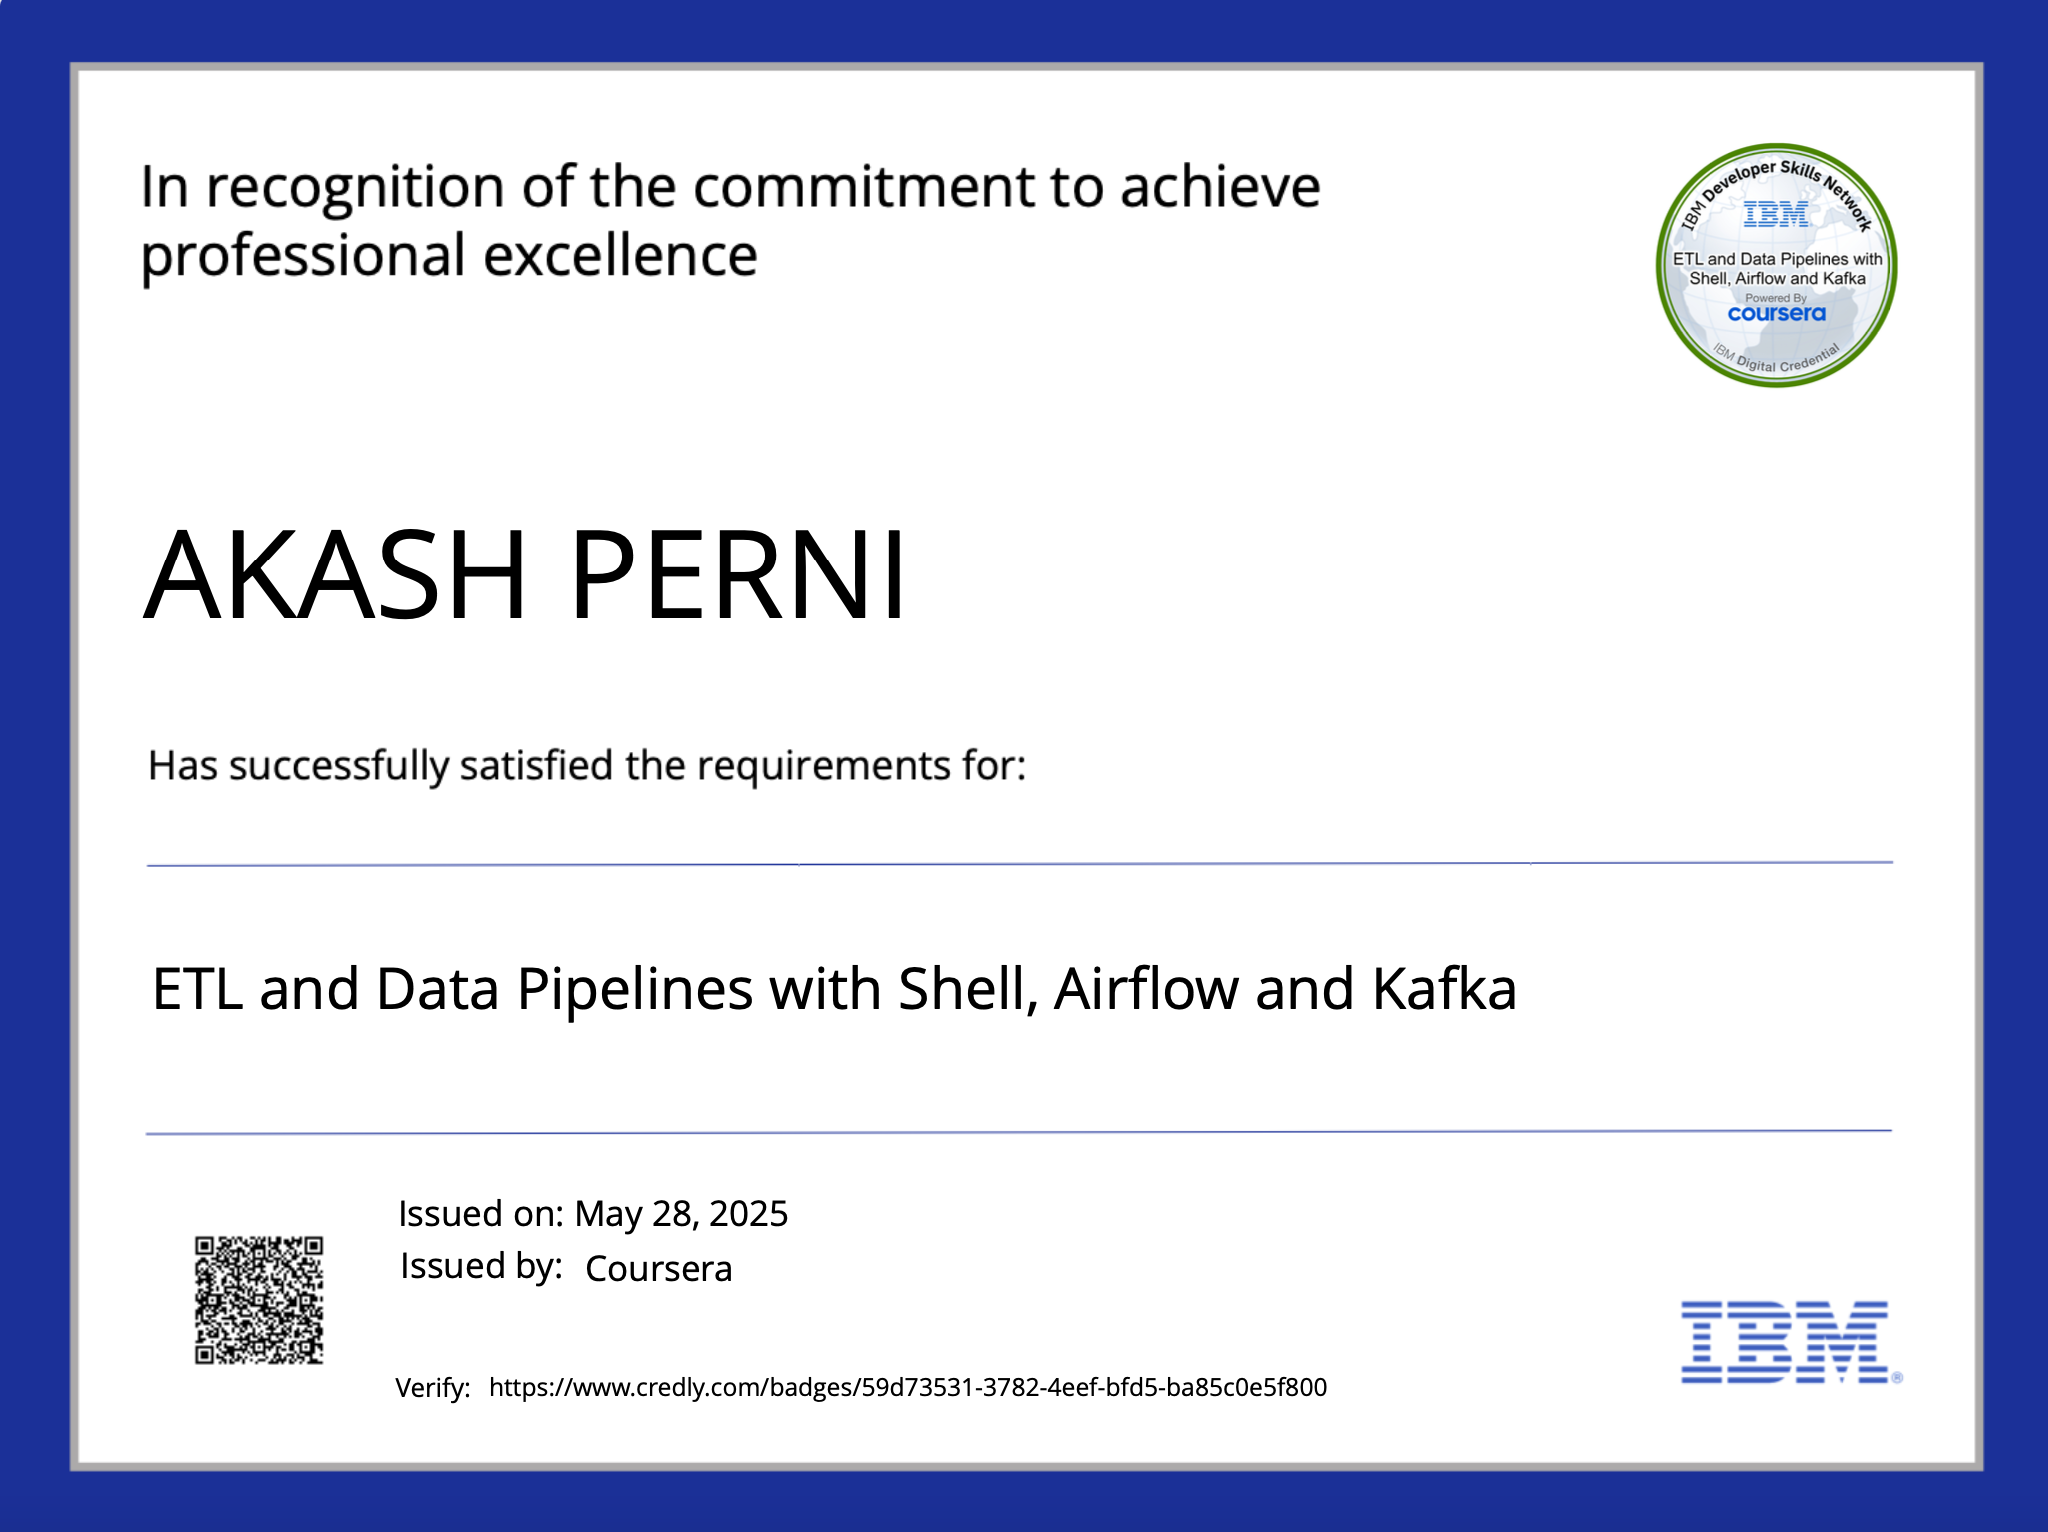 In recognition of the commitment to achieve
professional excellence
IBM Developer Skills Network
IBM
ETL and Data Pipelines with
Shell, Airflow and Kafka
Powered By
coursera
IBM Digital Credential
AKASH PERNI
Has successfully satisfied the requirements for:
ETL and Data Pipelines with Shell, Airflow and Kafka
Issued on: May 28, 2025
Issued by: Coursera
Verify: https://www.credly.com/badges/59d73531-3782-4eef-bfd5-ba85c0e5f800
IBM®